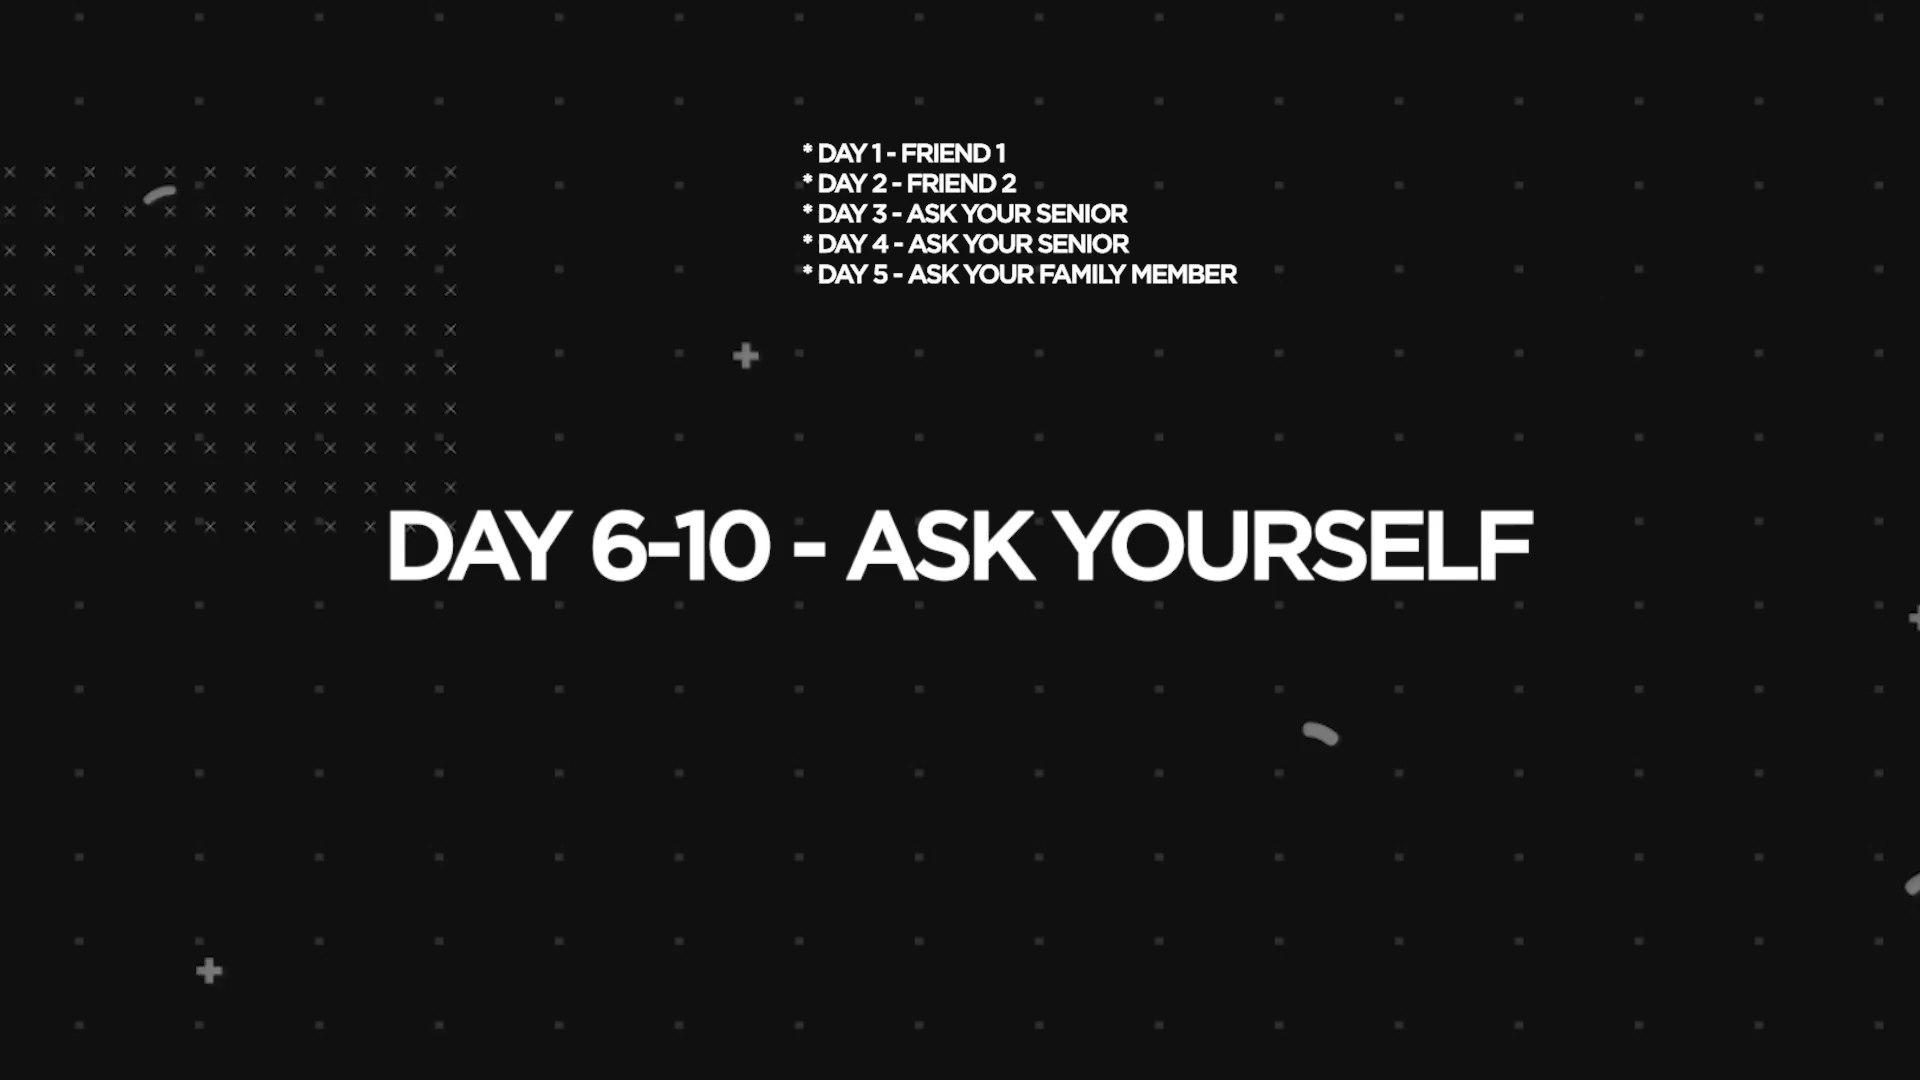 * DAY 1 - FRIEND 1
* DAY 2 - FRIEND 2
* DAY 3 - ASK YOUR SENIOR
* DAY 4 - ASK YOUR SENIOR
* DAY 5 - ASK YOUR FAMILY MEMBER
DAY 6-10 - ASK YOURSELF